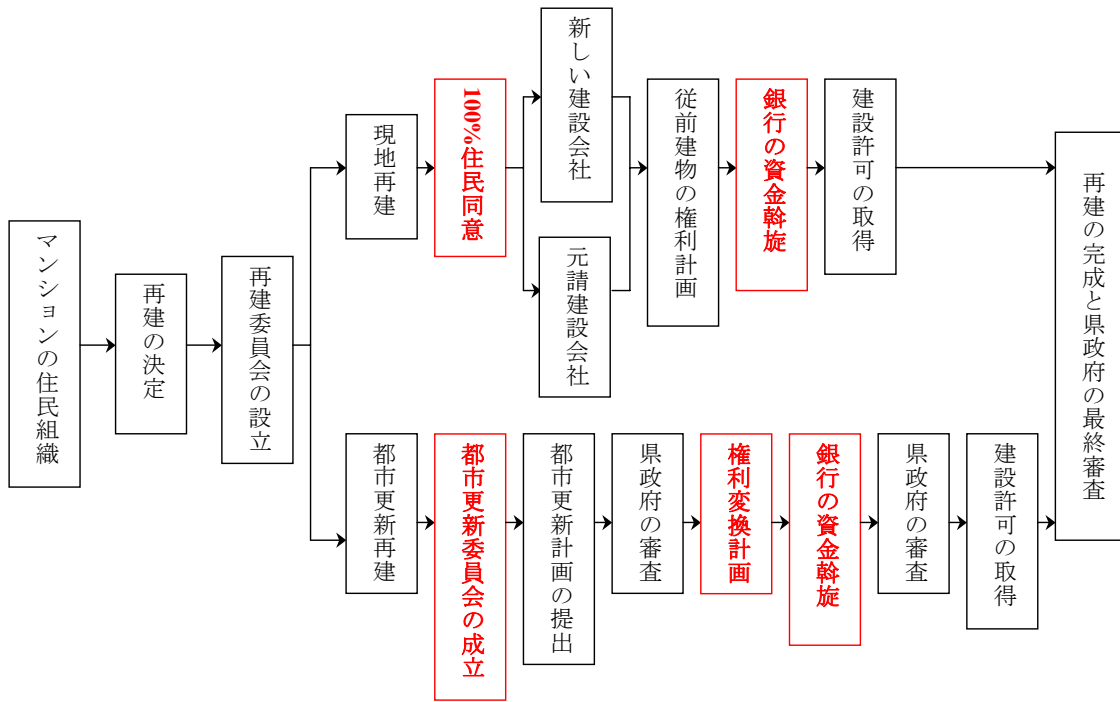 マンションの住民組織
再建の決定
再建委員会の設立
現地再建
100%住民同意
新しい建設会社
元請建設会社
従前建物の権利計画
銀行の資金斡旋
建設許可の取得
都市更新再建
都市更新委員会の成立
都市更新計画の提出
県政府の審査
権利変換計画
銀行の資金斡旋
県政府の審査
建設許可の取得
再建の完成と県政府の最終審査